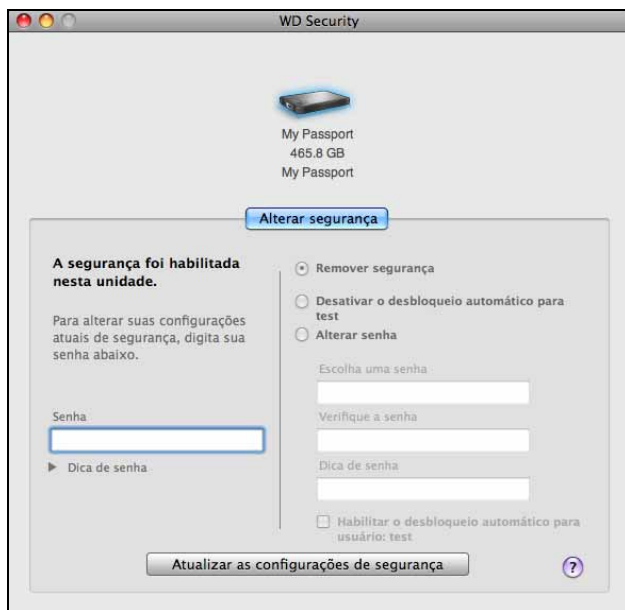 WD Security
My Passport
465.8 GB
My Passport
Alterar segurança
A segurança foi habilitada
nesta unidade.
Para alterar suas configurações
atuais de segurança, digita sua
senha abaixo.
Senha
Dica de senha
Remover segurança
Desativar o desbloqueio automático para
test
Alterar senha
Escolha uma senha
Verifique a senha
Dica de senha
Habilitar o desbloqueio automático para
usuário: test
Atualizar as configurações de segurança
?